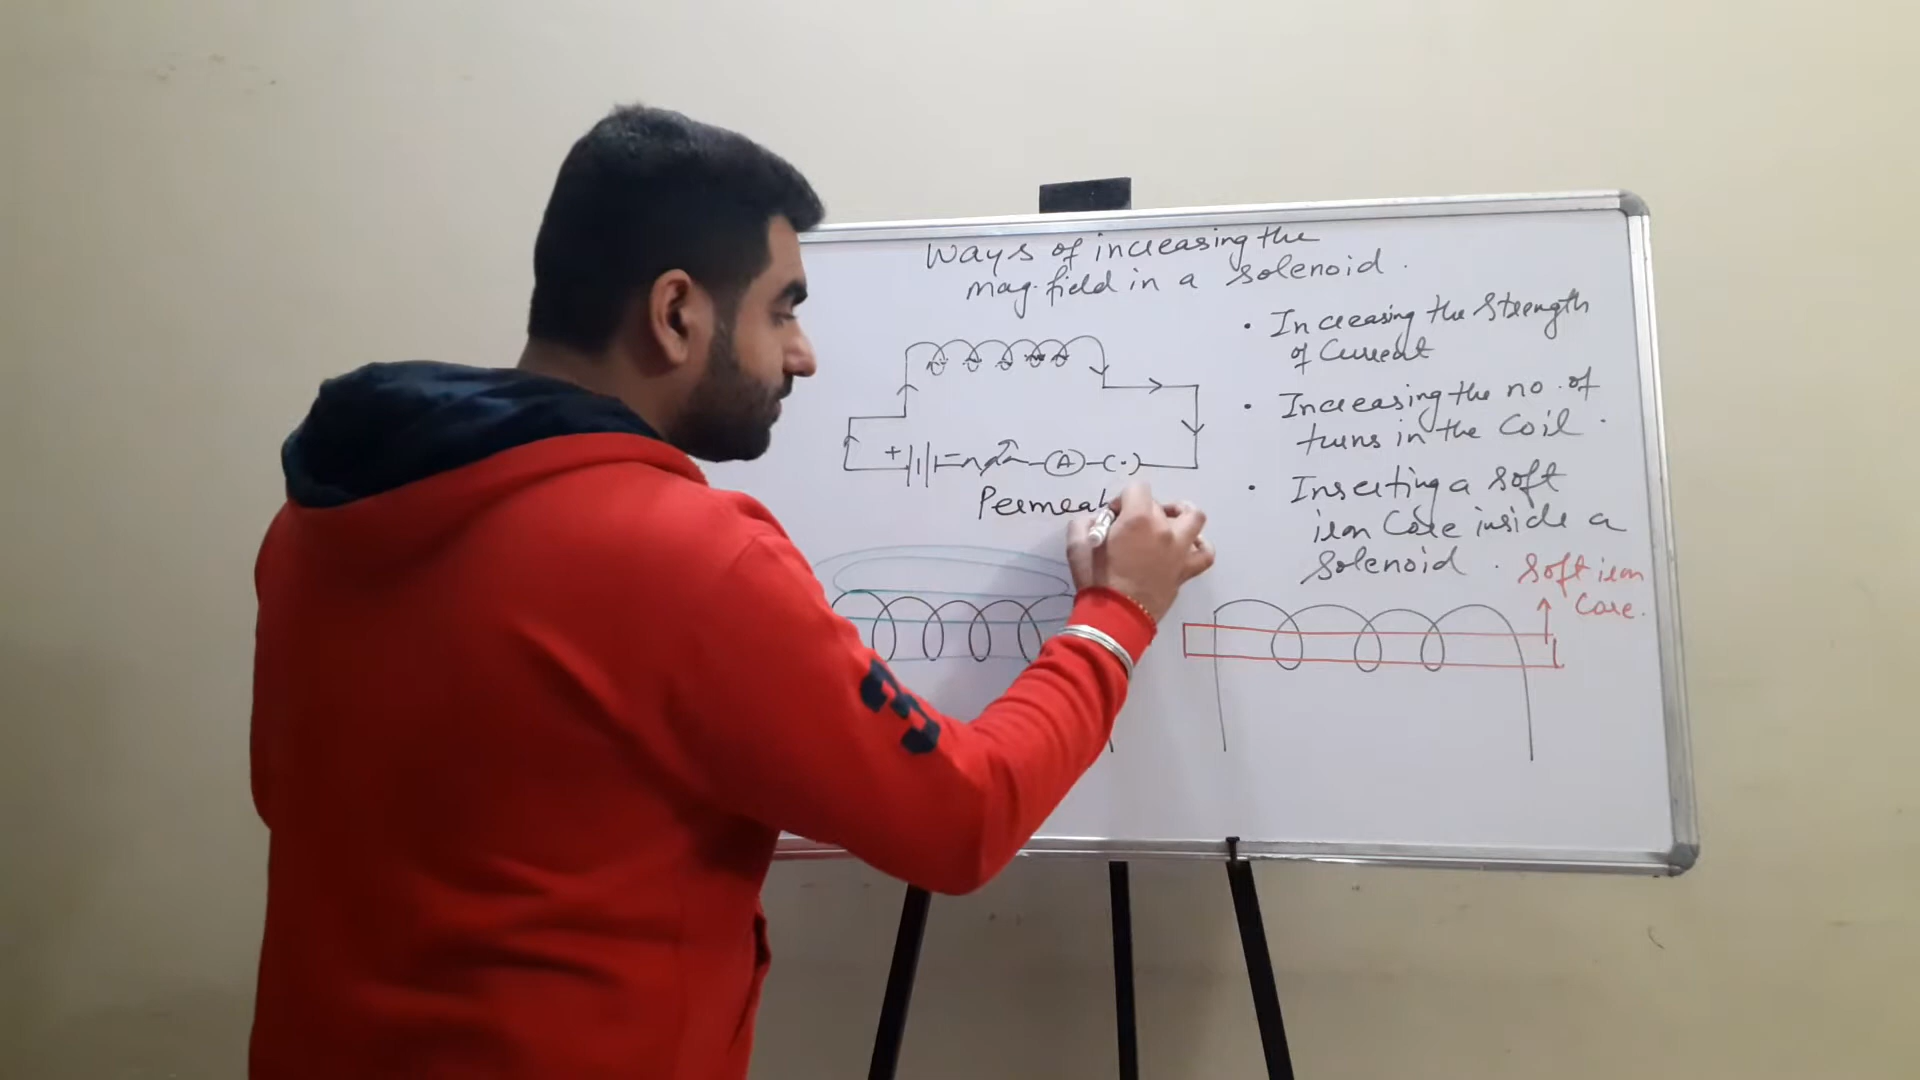 Ways of increasing the
mag. field in a solenoid.
• Increasing the strength
of Current
• Increasing the no. of
turns in the Coil.
• Inserting a soft
iron Core inside a
solenoid.
+
A
(·)
Permeab
soft iron
Core.
3